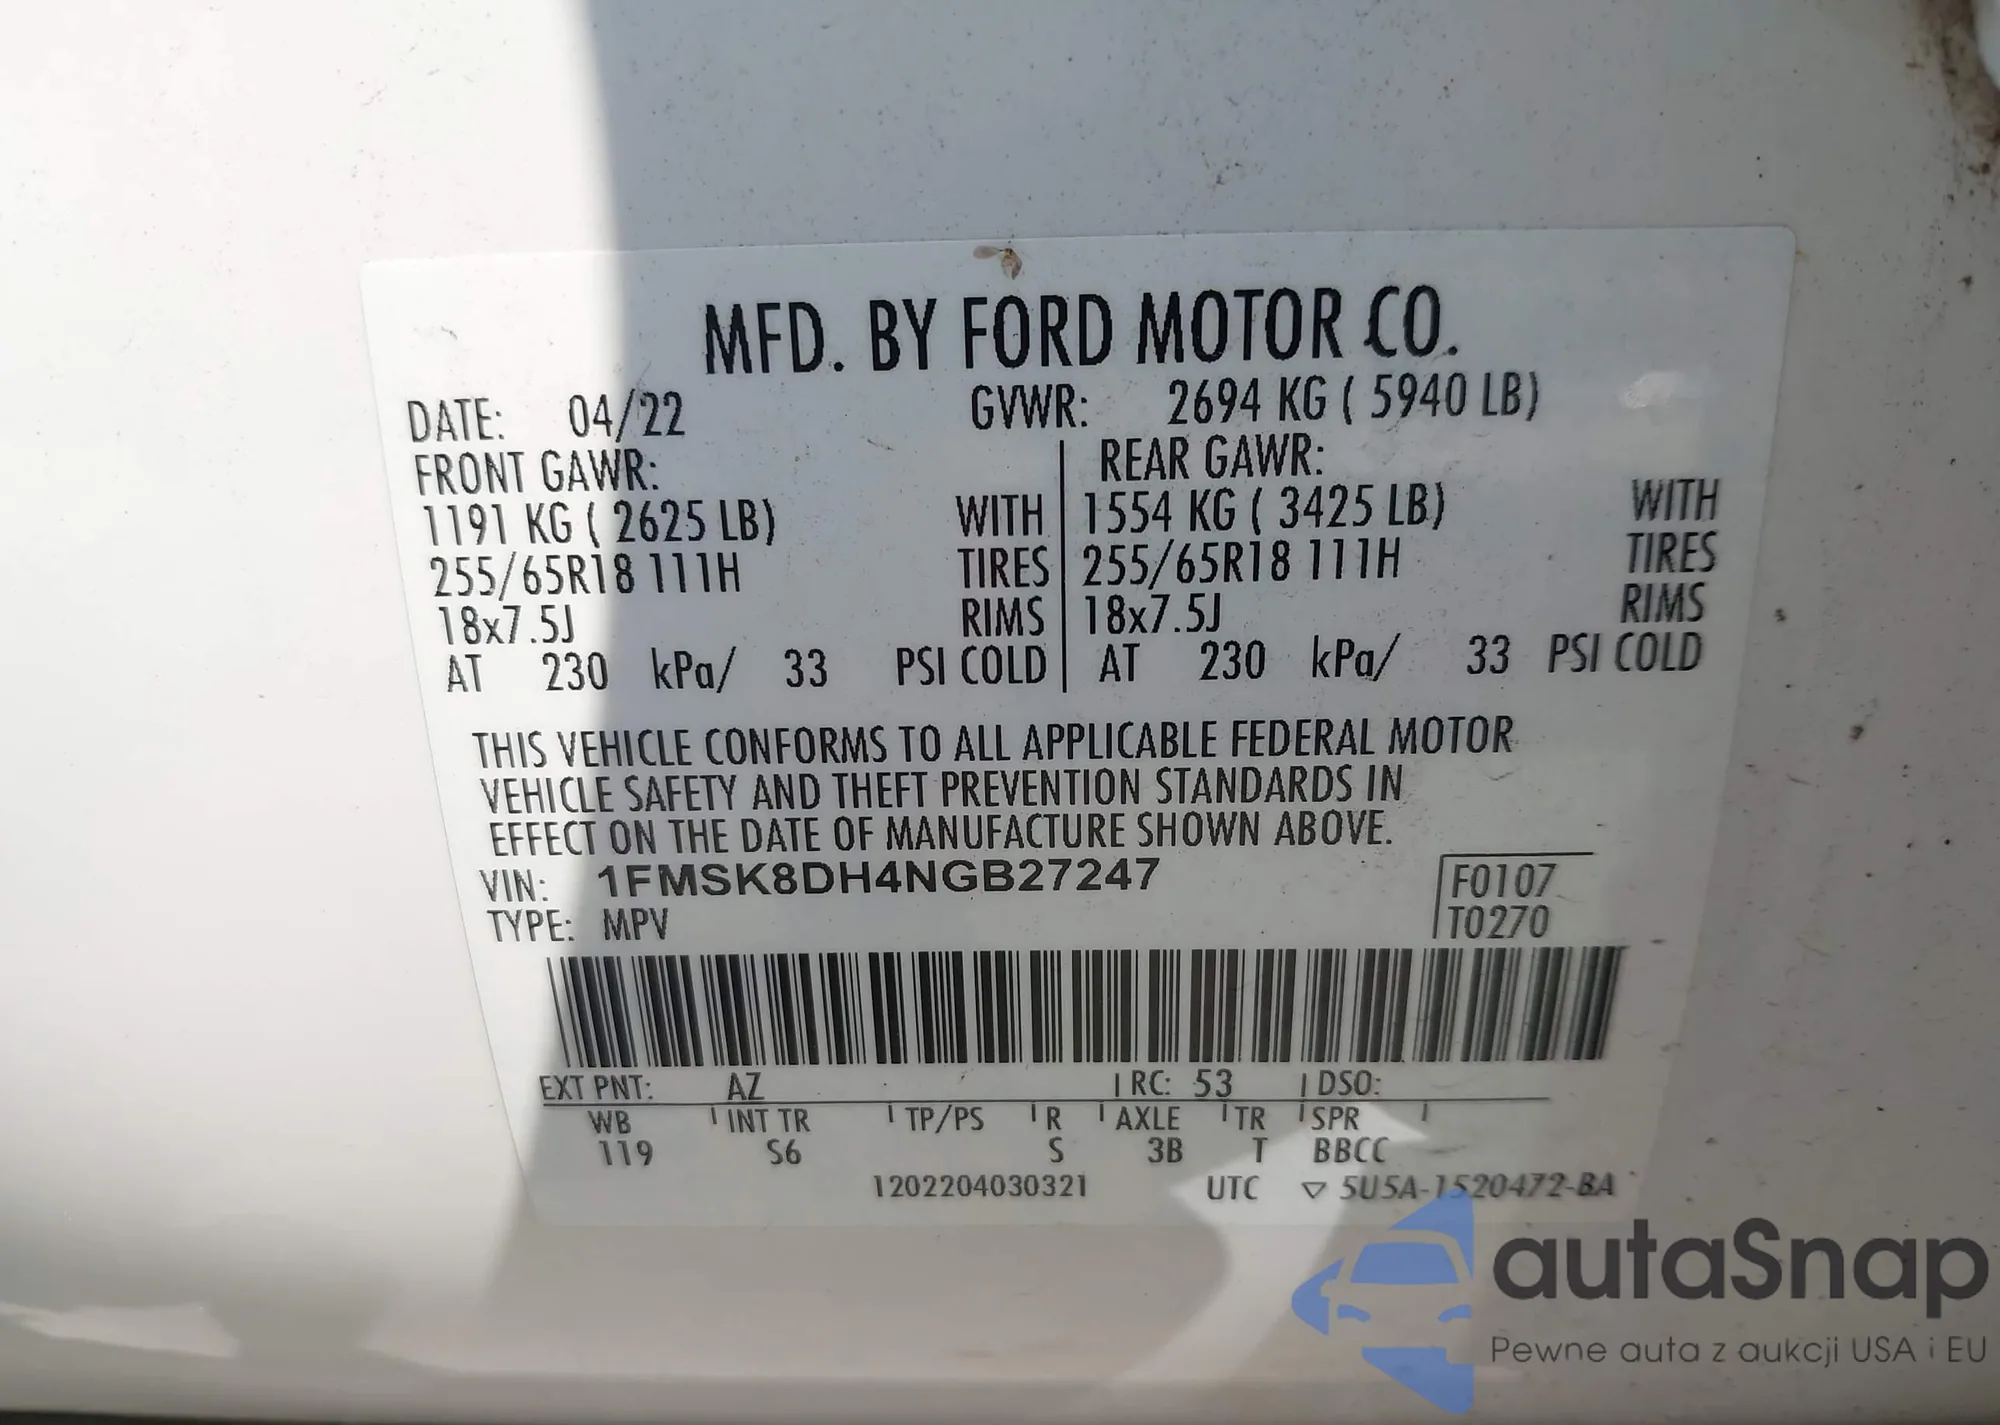 MFD. BY FORD MOTOR CO.
DATE: 04/22 GVWR: 2694 KG ( 5940 LB)
FRONT GAWR: REAR GAWR:
1191 KG ( 2625 LB) WITH 1554 KG ( 3425 LB) WITH
255/65R18 111H TIRES 255/65R18 111H TIRES
18x7.5J RIMS 18x7.5J RIMS
AT 230 kPa/ 33 PSI COLD AT 230 kPa/ 33 PSI COLD
THIS VEHICLE CONFORMS TO ALL APPLICABLE FEDERAL MOTOR
VEHICLE SAFETY AND THEFT PREVENTION STANDARDS IN
EFFECT ON THE DATE OF MANUFACTURE SHOWN ABOVE.
VIN: 1FMSK8DH4NGB27247 F0107
TYPE: MPV T0270
EXT PNT: AZ RC: 53 DSO:
WB INT TR TP/PS R AXLE TR SPR
119 S6 S 3B T BBCC
1202204030321 UTC ▽ 5U5A-1520472-BA
autaSnap
Pewne auta z aukcji USA i EU